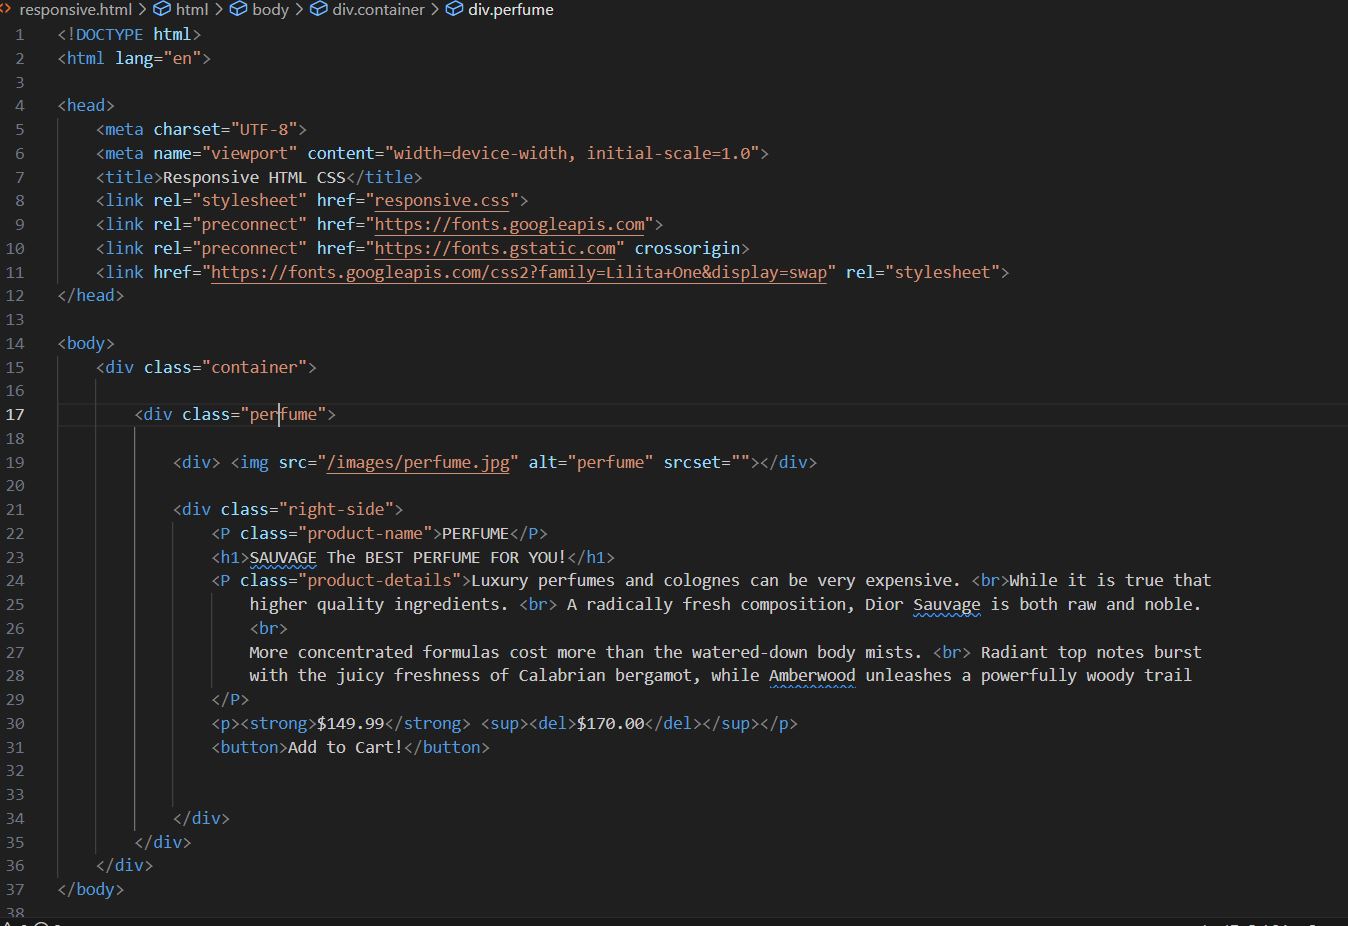 responsive.html > html > body > div.container > div.perfume
1 <!DOCTYPE html>
2 <html lang="en">
3
4 <head>
5 <meta charset="UTF-8">
6 <meta name="viewport" content="width=device-width, initial-scale=1.0">
7 <title>Responsive HTML CSS</title>
8 <link rel="stylesheet" href="responsive.css">
9 <link rel="preconnect" href="https://fonts.googleapis.com">
10 <link rel="preconnect" href="https://fonts.gstatic.com" crossorigin>
11 <link href="https://fonts.googleapis.com/css2?family=Lilita+One&display=swap" rel="stylesheet">
12 </head>
13
14 <body>
15 <div class="container">
16
17 <div class="perfume">
18
19 <div> <img src="/images/perfume.jpg" alt="perfume" srcset=""></div>
20
21 <div class="right-side">
22 <P class="product-name">PERFUME</P>
23 <h1>SAUVAGE The BEST PERFUME FOR YOU!</h1>
24 <P class="product-details">Luxury perfumes and colognes can be very expensive. <br>While it is true that
25 higher quality ingredients. <br> A radically fresh composition, Dior Sauvage is both raw and noble.
26 <br>
27 More concentrated formulas cost more than the watered-down body mists. <br> Radiant top notes burst
28 with the juicy freshness of Calabrian bergamot, while Amberwood unleashes a powerfully woody trail
29 </P>
30 <p><strong>$149.99</strong> <sup><del>$170.00</del></sup></p>
31 <button>Add to Cart!</button>
32
33
34 </div>
35 </div>
36 </div>
37 </body>
38